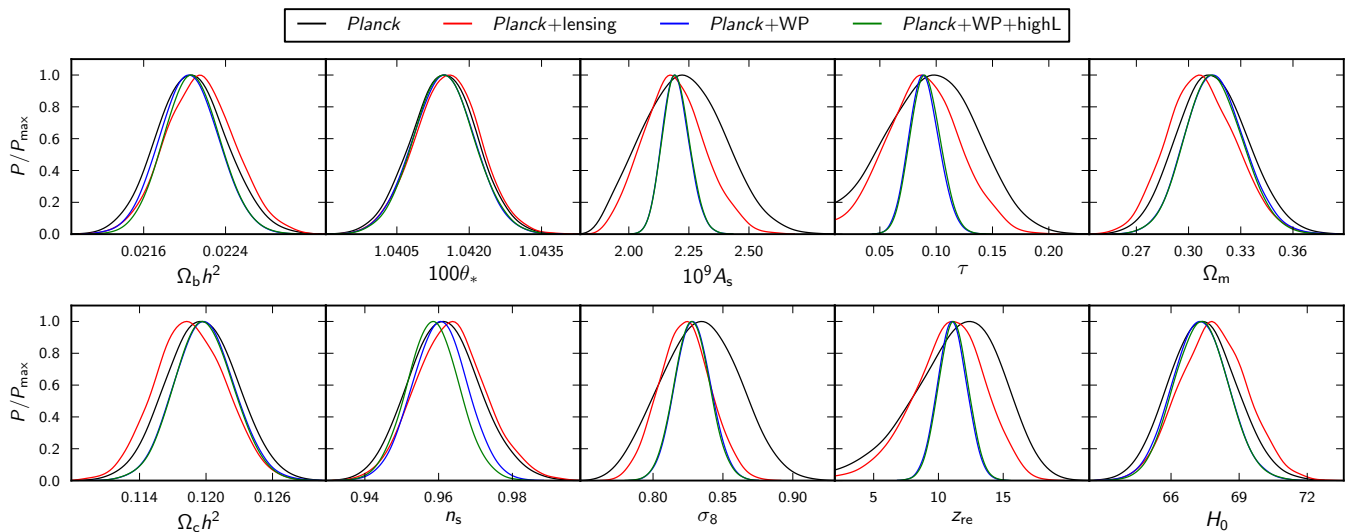 Planck Planck+lensing Planck+WP Planck+WP+highL
P/Pmax
1.0
0.8
0.6
0.4
0.2
0.0
0.0216 0.0224
Ωbh²
1.0405 1.0420 1.0435
100θ*
2.00 2.25 2.50
10⁹As
0.05 0.10 0.15 0.20
τ
0.27 0.30 0.33 0.36
Ωm
P/Pmax
1.0
0.8
0.6
0.4
0.2
0.0
0.114 0.120 0.126
Ωch²
0.94 0.96 0.98
ns
0.80 0.85 0.90
σ8
5 10 15
zre
66 69 72
H0